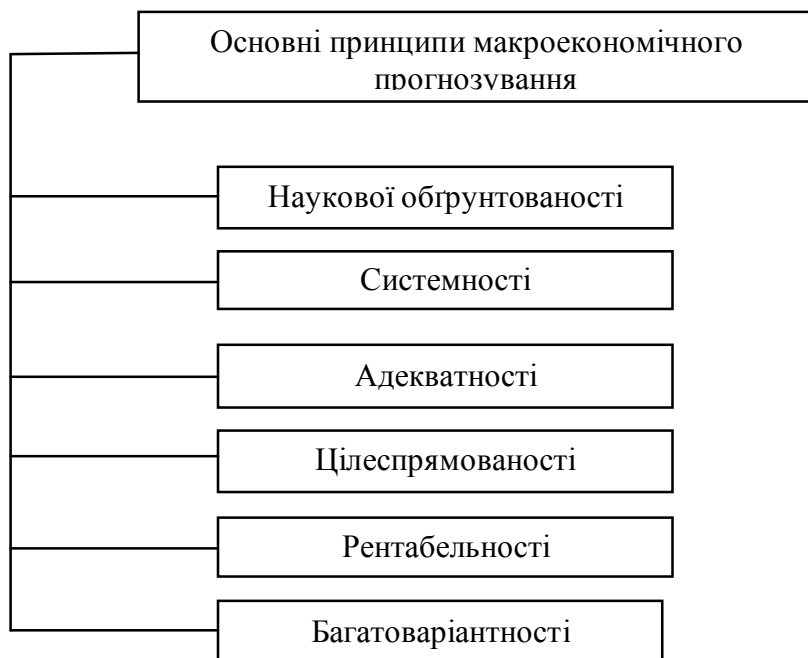 Основні принципи макроекономічного
прогнозування
Наукової обґрунтованості
Системності
Адекватності
Цілеспрямованості
Рентабельності
Багатоваріантності